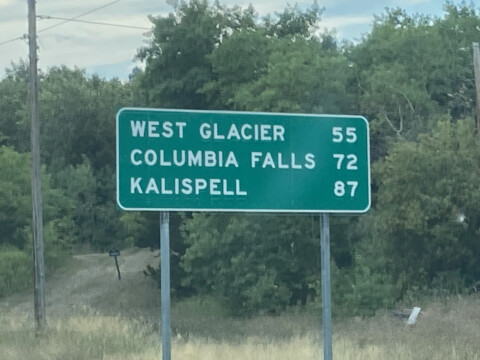 WEST GLACIER 55
COLUMBIA FALLS 72
KALISPELL 87